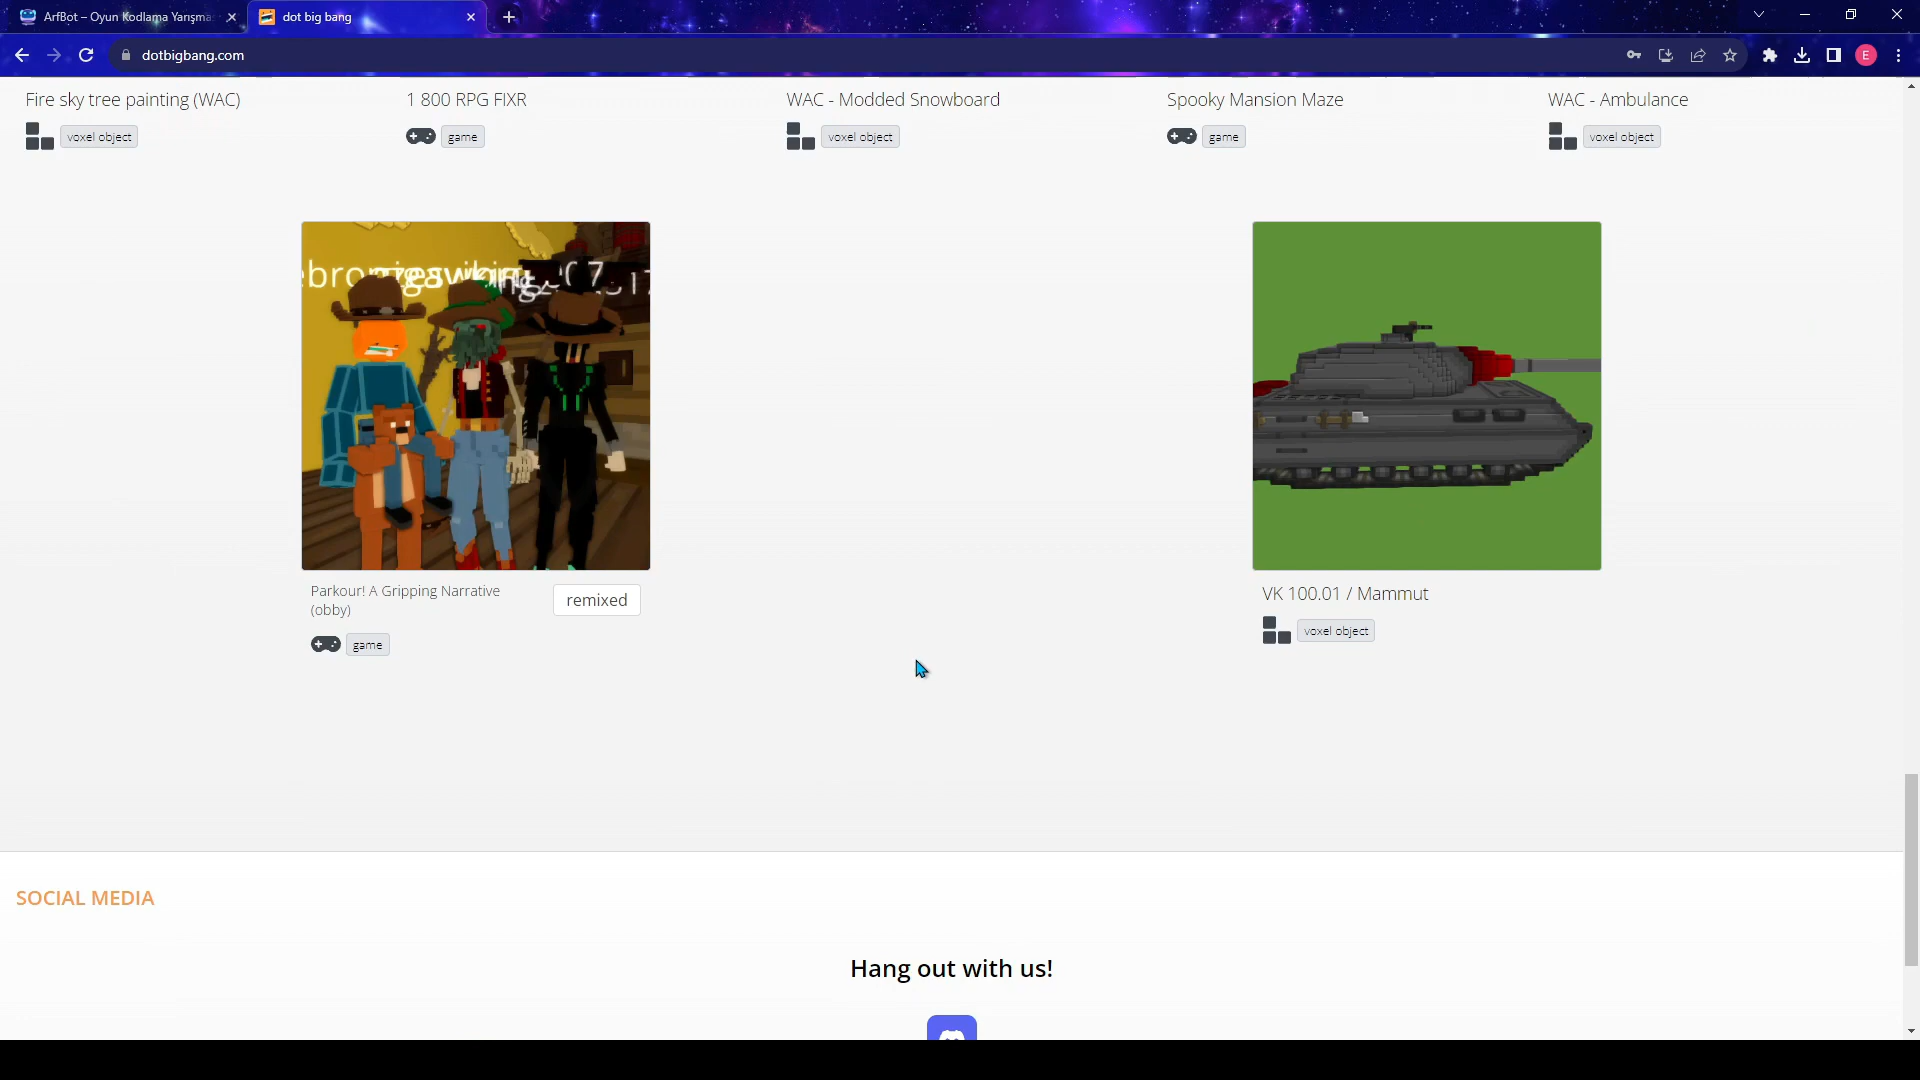 ArfBot – Oyun Kodlama Yarışma
dot big bang
dotbigbang.com
E
Fire sky tree painting (WAC)
voxel object
1 800 RPG FIXR
game
WAC - Modded Snowboard
voxel object
Spooky Mansion Maze
game
WAC - Ambulance
voxel object
Parkour! A Gripping Narrative
(obby)
remixed
game
VK 100.01 / Mammut
voxel object
SOCIAL MEDIA
Hang out with us!